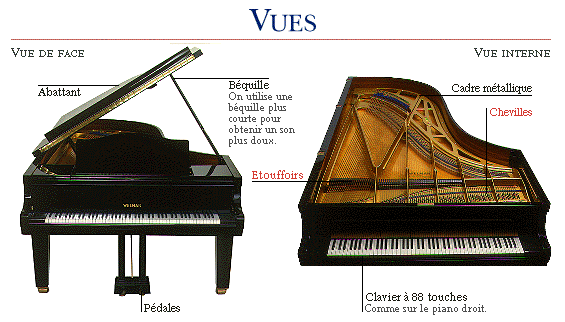 VUES
VUE DE FACE
VUE INTERNE
Abattant
Béquille
On utilise une
béquille plus
courte pour
obtenir un son
plus doux.
Cadre métallique
Chevilles
Etouffoirs
WEIMAR
Pédales
Clavier à 88 touches
Comme sur le piano droit.